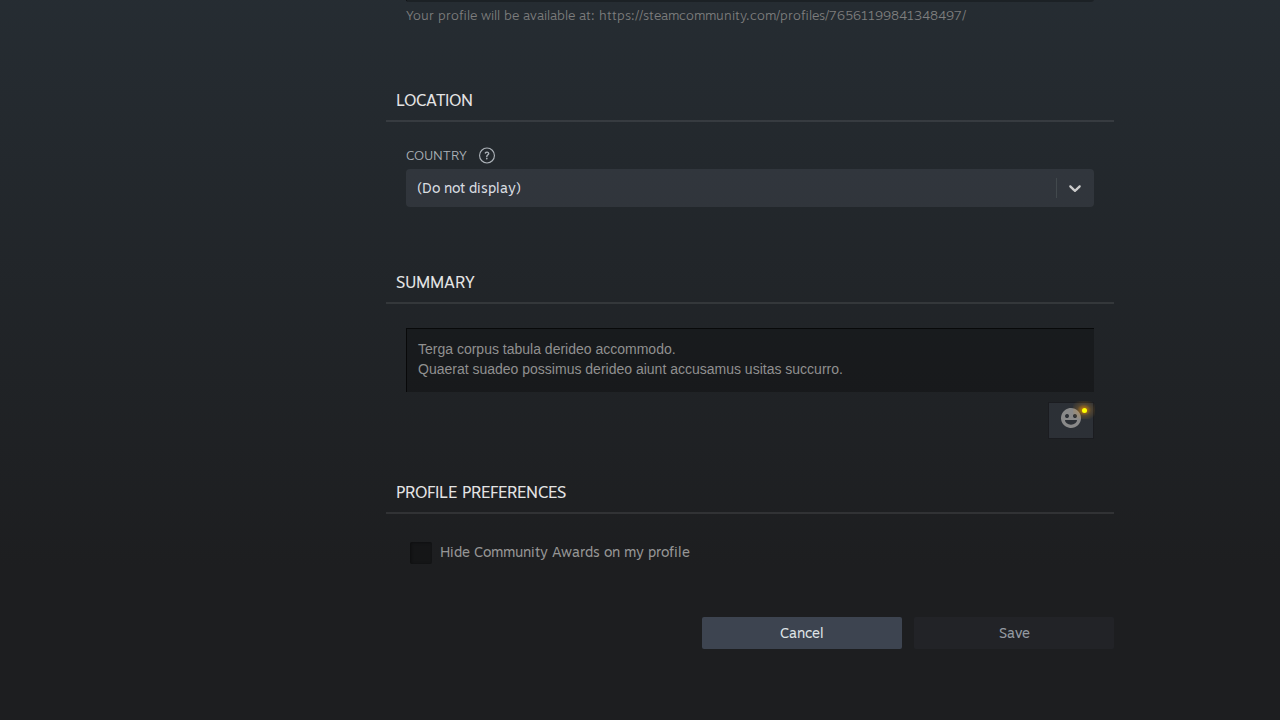 Your profile will be available at: https://steamcommunity.com/profiles/76561199841348497/
LOCATION
COUNTRY ?
(Do not display)
SUMMARY
Terga corpus tabula derideo accommodo.
Quaerat suadeo possimus derideo aiunt accusamus usitas succurro.
PROFILE PREFERENCES
Hide Community Awards on my profile
Cancel
Save